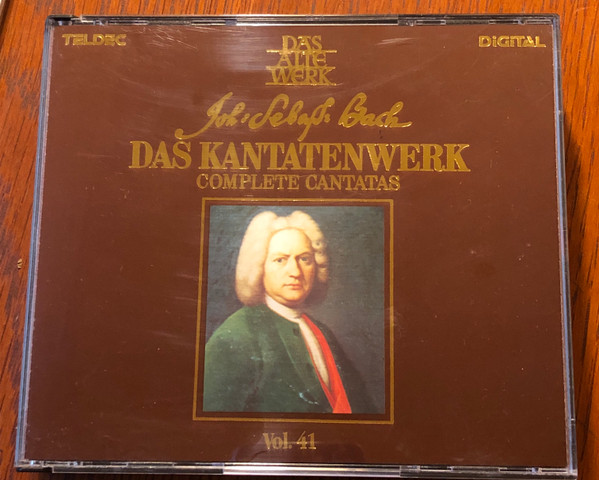 TELDEC
DAS
ALTE
WERK
DIGITAL
Joh. Sebast. Bach
DAS KANTATENWERK
COMPLETE CANTATAS
Vol. 41